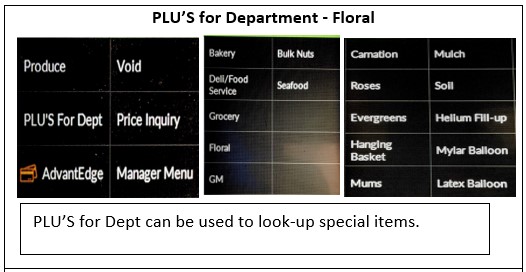 PLU'S for Department - Floral
Produce Void
PLU'S For Dept Price Inquiry
AdvantEdge Manager Menu
Bakery Bulk Nuts
Deli/Food
Service Seafood
Grocery
Floral
GM
Carnation Mulch
Roses Soil
Evergreens Helium Fill-up
Hanging
Basket Mylar Balloon
Mums Latex Balloon
PLU'S for Dept can be used to look-up special items.